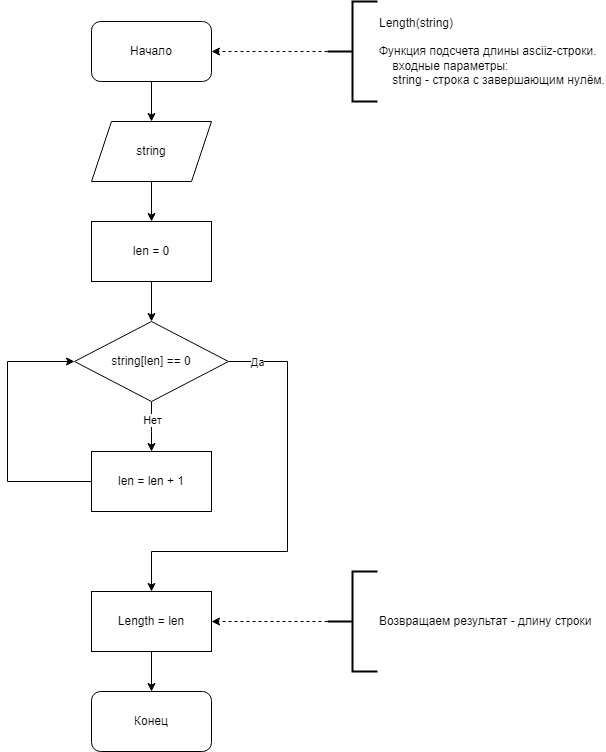 Начало
Length(string)
Функция подсчета длины asciiz-строки.
входные параметры:
string - строка с завершающим нулём.
string
len = 0
string[len] == 0
Да
Нет
len = len + 1
Length = len
Возвращаем результат - длину строки
Конец